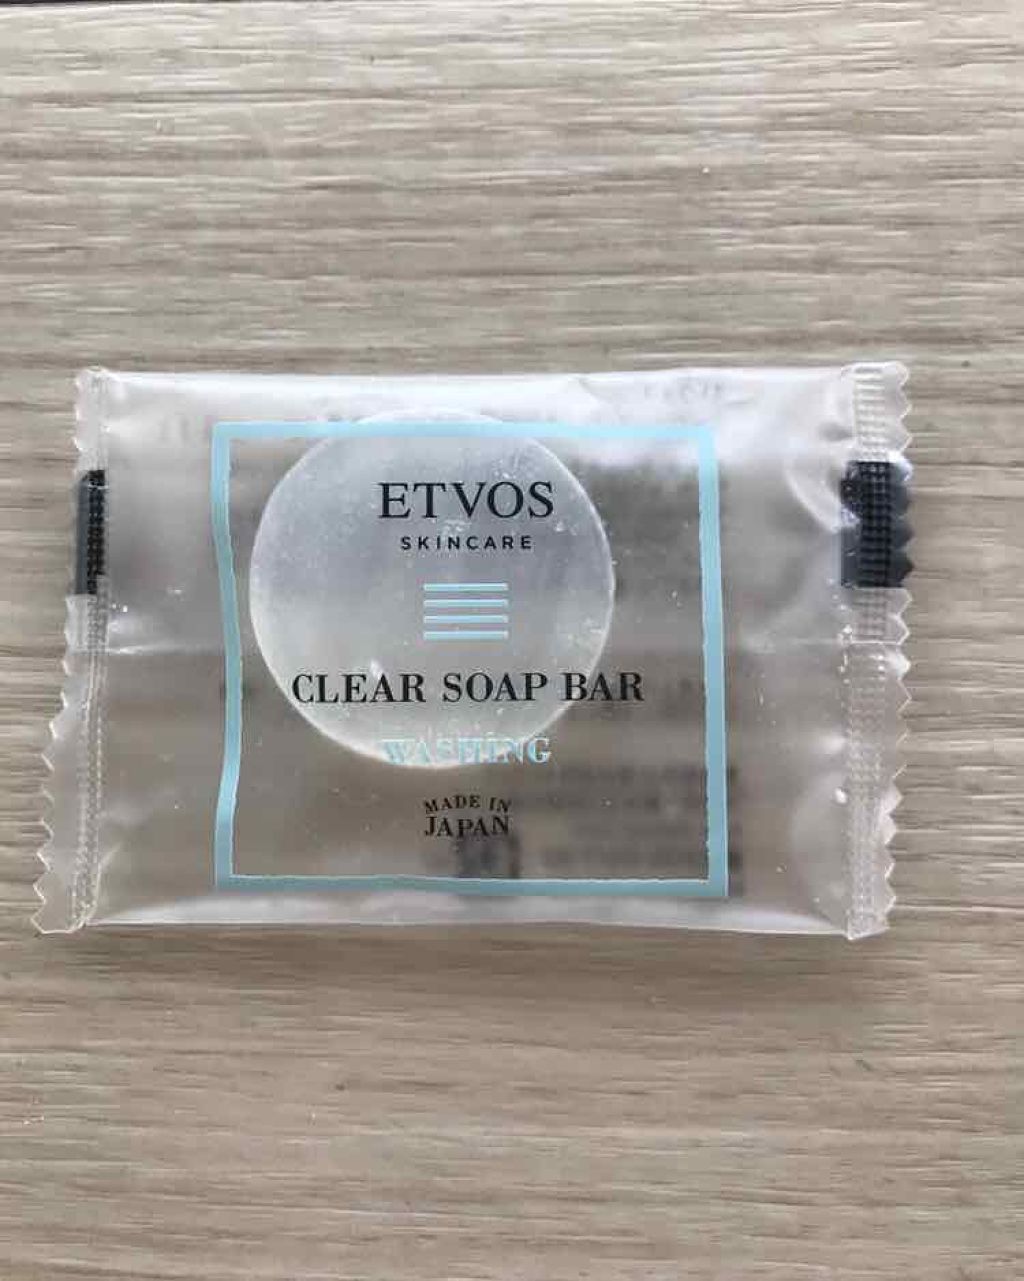 ETVOS
SKINCARE
CLEAR SOAP BAR
WASHING
MADE IN
JAPAN